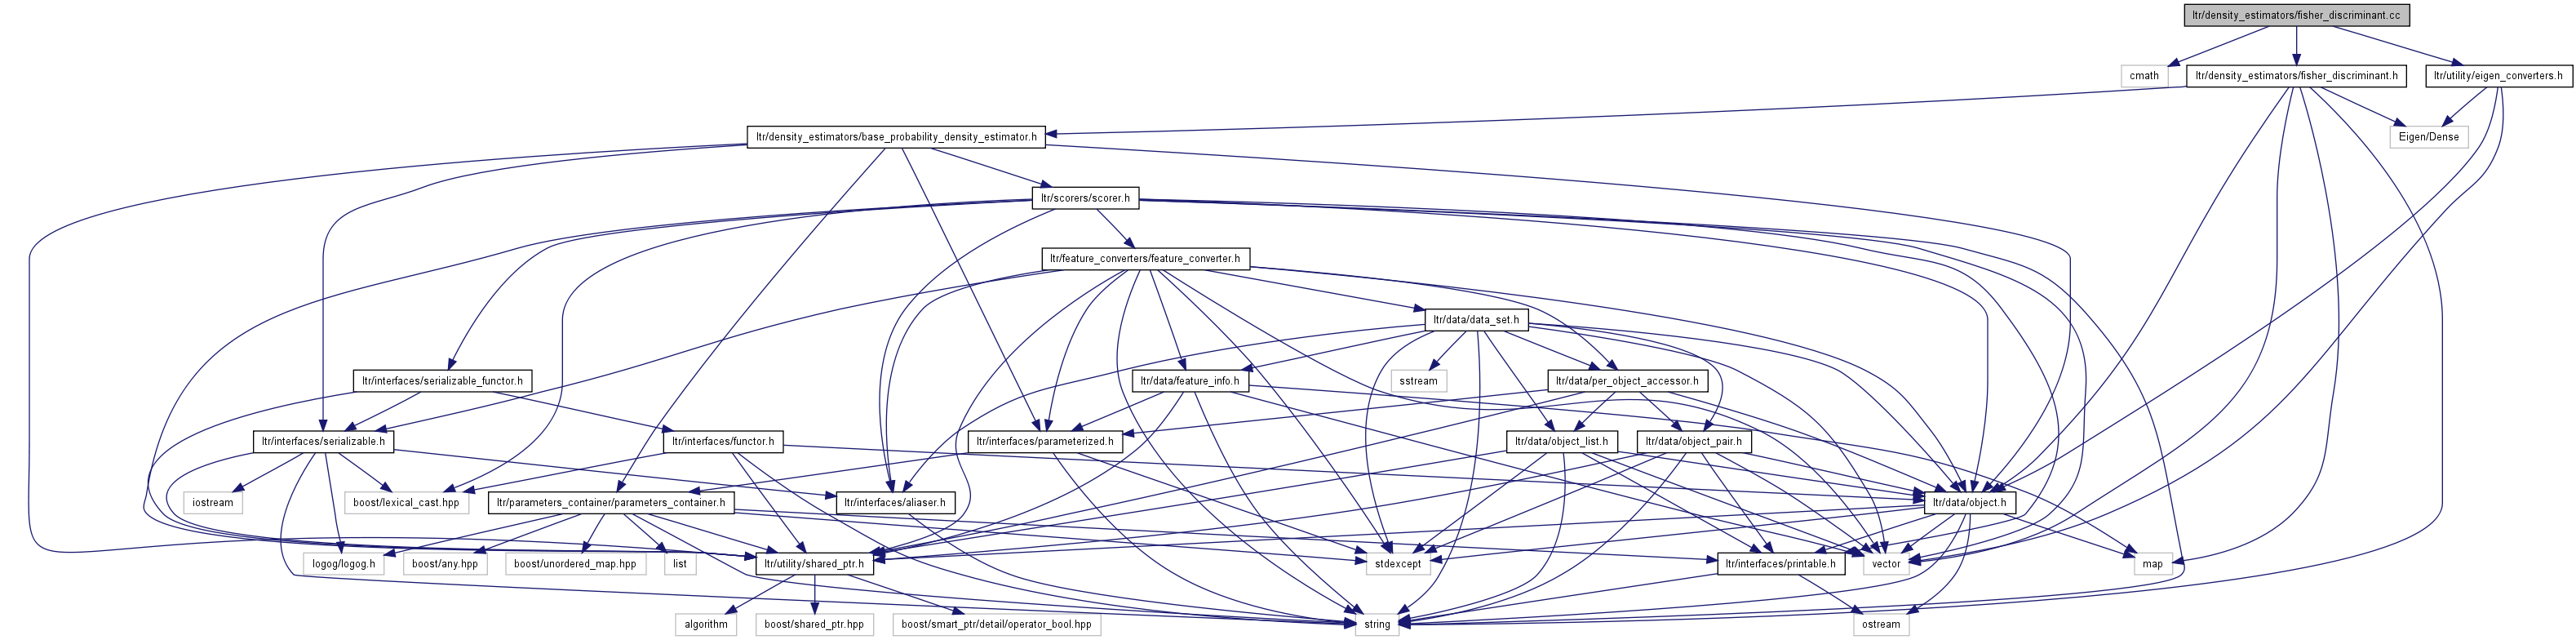 ltr/density_estimators/fisher_discriminant.cc
cmath
ltr/density_estimators/fisher_discriminant.h
ltr/utility/eigen_converters.h
ltr/density_estimators/base_probability_density_estimator.h
Eigen/Dense
ltr/scorers/scorer.h
ltr/feature_converters/feature_converter.h
ltr/data/data_set.h
ltr/interfaces/serializable_functor.h
ltr/data/feature_info.h
sstream
ltr/data/per_object_accessor.h
ltr/interfaces/serializable.h
ltr/interfaces/functor.h
ltr/interfaces/parameterized.h
ltr/data/object_list.h
ltr/data/object_pair.h
iostream
boost/lexical_cast.hpp
ltr/parameters_container/parameters_container.h
ltr/interfaces/aliaser.h
ltr/data/object.h
logog/logog.h
boost/any.hpp
boost/unordered_map.hpp
list
ltr/utility/shared_ptr.h
stdexcept
ltr/interfaces/printable.h
vector
map
algorithm
boost/shared_ptr.hpp
boost/smart_ptr/detail/operator_bool.hpp
string
ostream